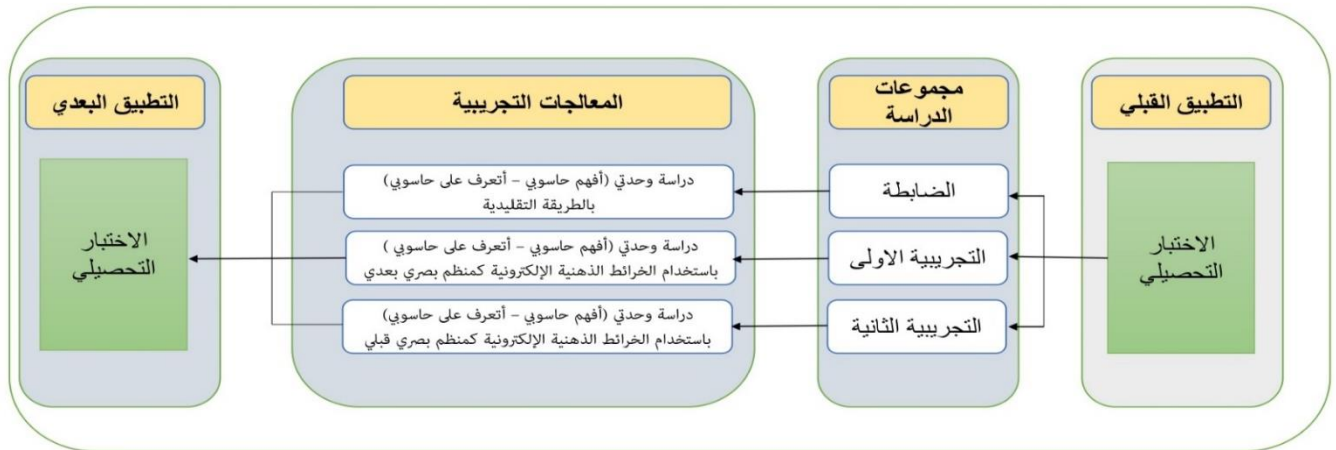 التطبيق القبلي
الاختبار
التحصيلي
مجموعات
الدراسة
الضابطة
التجريبية الاولى
التجريبية الثانية
المعالجات التجريبية
دراسة وحدتي (أفهم حاسوبي – أتعرف على حاسوبي)
بالطريقة التقليدية
دراسة وحدتي (أفهم حاسوبي – أتعرف على حاسوبي )
باستخدام الخرائط الذهنية الإلكترونية كمنظم بصري بعدي
دراسة وحدتي (أفهم حاسوبي – أتعرف على حاسوبي)
باستخدام الخرائط الذهنية الإلكترونية كمنظم بصري قبلي
التطبيق البعدي
الاختبار
التحصيلي